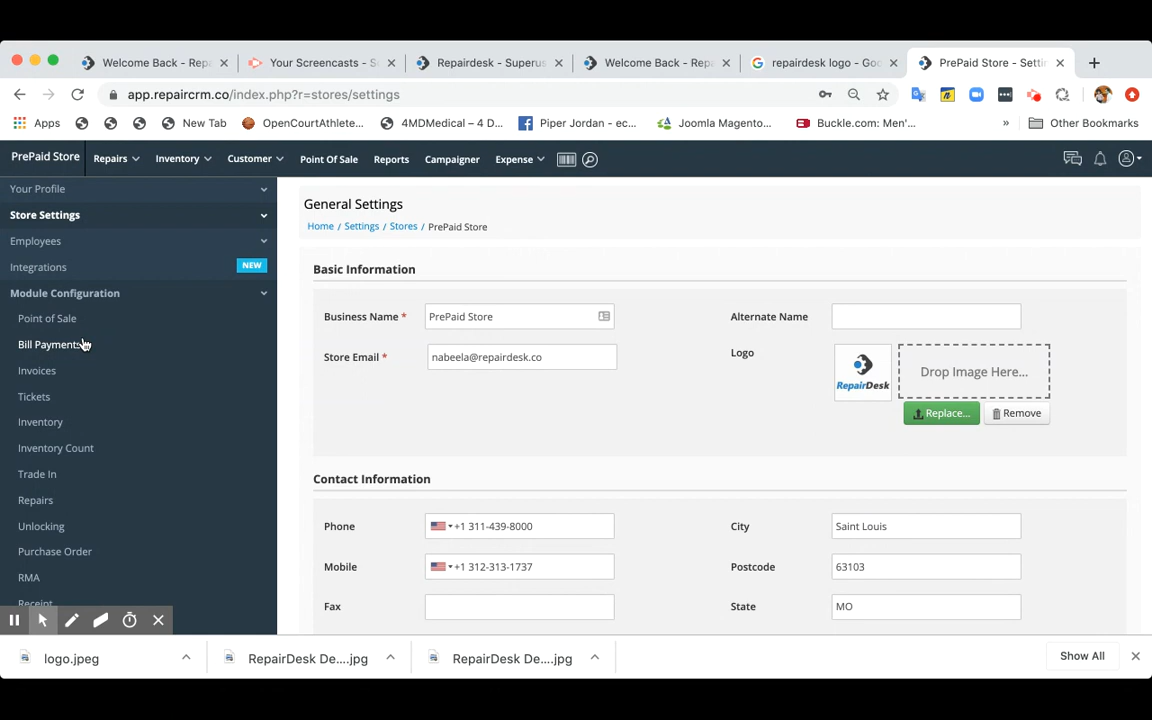 Welcome Back - Repa
Your Screencasts - S
Repairdesk - Superus
Welcome Back - Repa
repairdesk logo - Goo
PrePaid Store - Settin
app.repaircrm.co/index.php?r=stores/settings
Apps
New Tab
OpenCourtAthlete...
4MDMedical – 4 D...
Piper Jordan - ec...
Joomla Magento...
Buckle.com: Men'...
»
Other Bookmarks
PrePaid Store
Repairs
Inventory
Customer
Point Of Sale
Reports
Campaigner
Expense
Your Profile
Store Settings
Employees
Integrations
NEW
Module Configuration
Point of Sale
Bill Payments
Invoices
Tickets
Inventory
Inventory Count
Trade In
Repairs
Unlocking
Purchase Order
RMA
Receipt
General Settings
Home / Settings / Stores / PrePaid Store
Basic Information
Business Name * PrePaid Store
Alternate Name
Store Email * nabeela@repairdesk.co
Logo
RepairDesk
Drop Image Here...
Replace...
Remove
Contact Information
Phone +1 311-439-8000
City Saint Louis
Mobile +1 312-313-1737
Postcode 63103
Fax
State MO
logo.jpeg
RepairDesk De....jpg
RepairDesk De....jpg
Show All